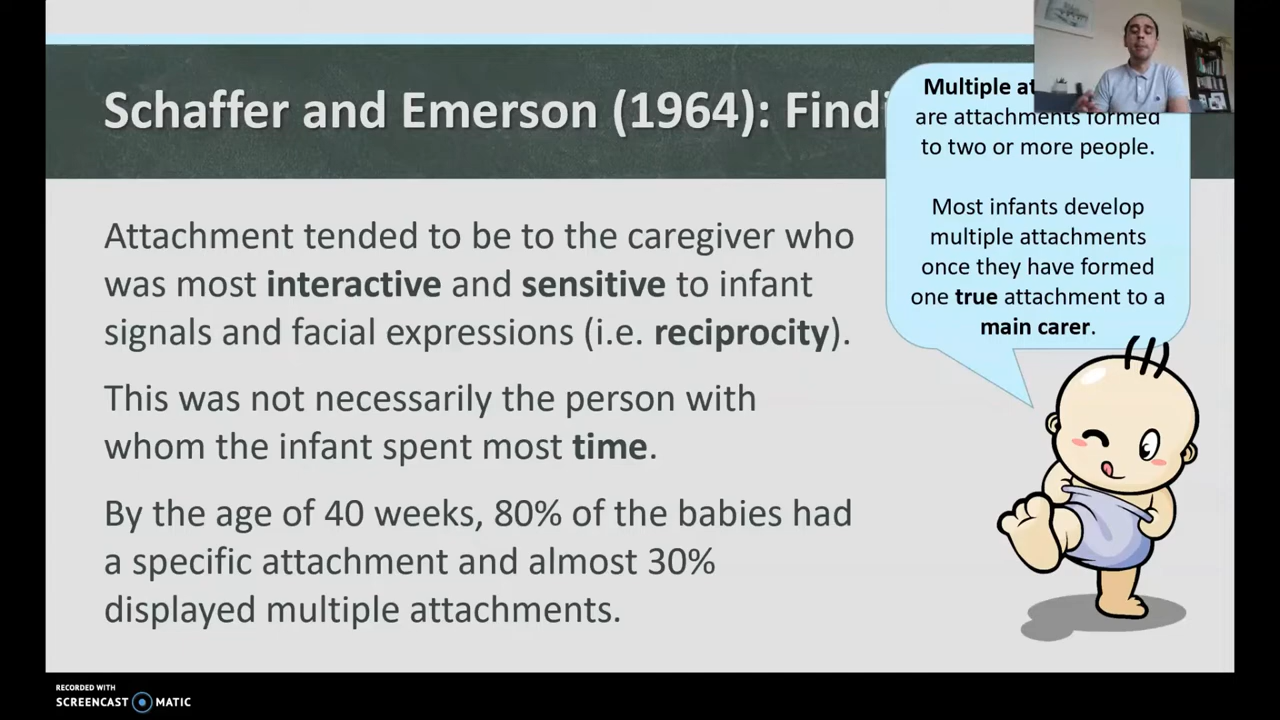 Schaffer and Emerson (1964): Findi
Multiple at
are attachments formed
to two or more people.
Most infants develop
multiple attachments
once they have formed
one true attachment to a
main carer.
Attachment tended to be to the caregiver who
was most interactive and sensitive to infant
signals and facial expressions (i.e. reciprocity).
This was not necessarily the person with
whom the infant spent most time.
By the age of 40 weeks, 80% of the babies had
a specific attachment and almost 30%
displayed multiple attachments.
RECORDED WITH
SCREENCAST MATIC